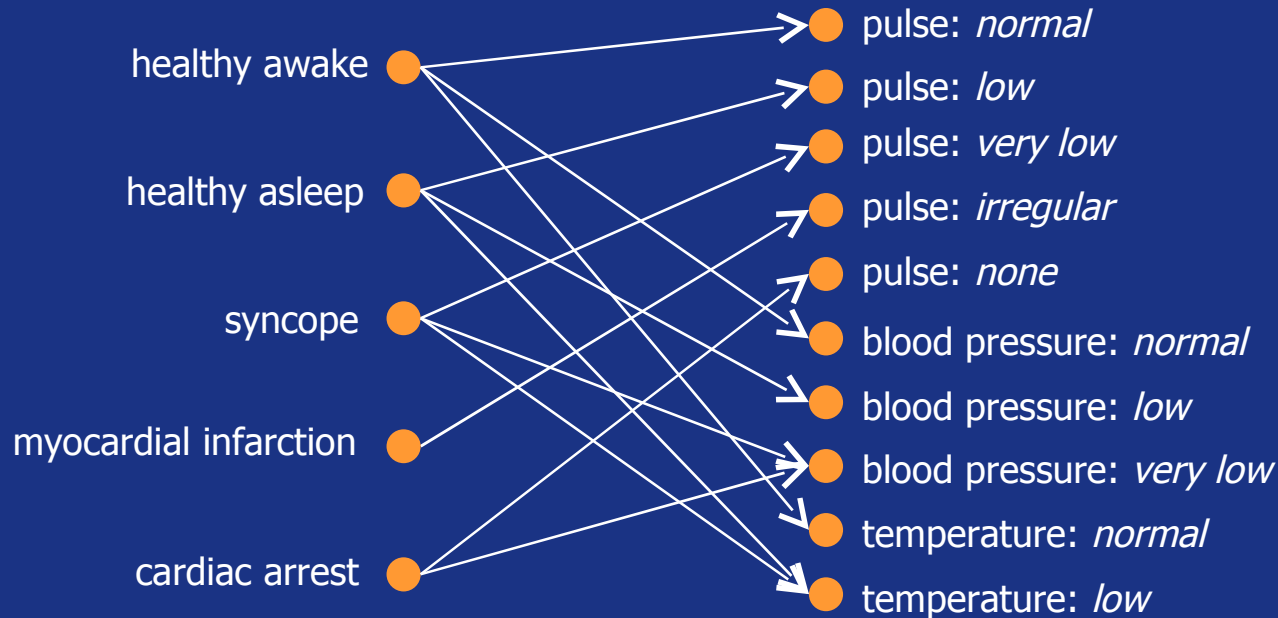 healthy awake
healthy asleep
syncope
myocardial infarction
cardiac arrest
pulse: normal
pulse: low
pulse: very low
pulse: irregular
pulse: none
blood pressure: normal
blood pressure: low
blood pressure: very low
temperature: normal
temperature: low